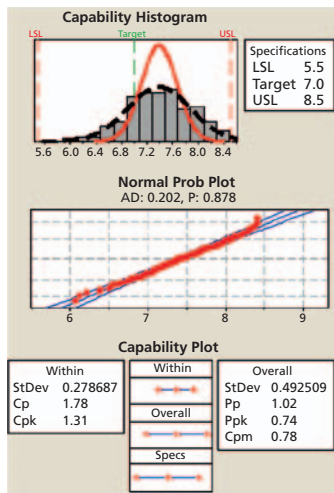 Capability Histogram
LSL Target USL
Specifications
LSL 5.5
Target 7.0
USL 8.5
5.6 6.0 6.4 6.8 7.2 7.6 8.0 8.4
Normal Prob Plot
AD: 0.202, P: 0.878
6 7 8 9
Capability Plot
Within
StDev 0.278687
Cp 1.78
Cpk 1.31
Within
Overall
Specs
Overall
StDev 0.492509
Pp 1.02
Ppk 0.74
Cpm 0.78